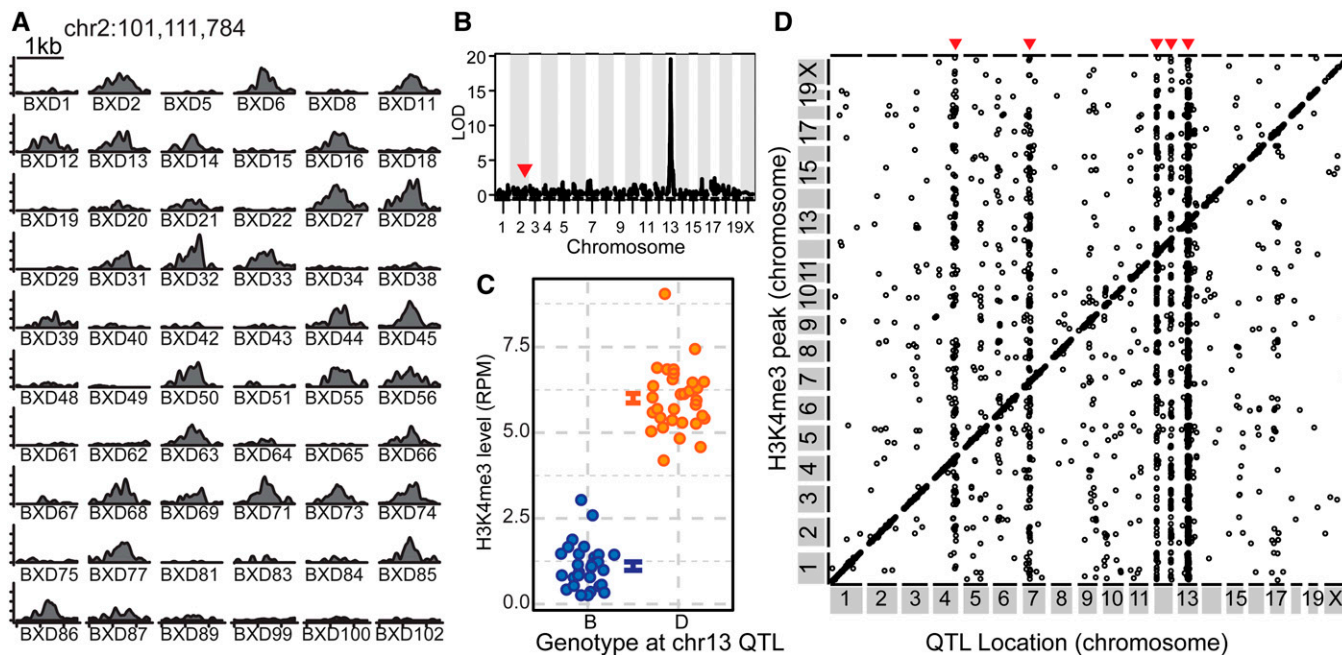 A
chr2:101,111,784
1kb
BXD1 BXD2 BXD5 BXD6 BXD8 BXD11
BXD12 BXD13 BXD14 BXD15 BXD16 BXD18
BXD19 BXD20 BXD21 BXD22 BXD27 BXD28
BXD29 BXD31 BXD32 BXD33 BXD34 BXD38
BXD39 BXD40 BXD42 BXD43 BXD44 BXD45
BXD48 BXD49 BXD50 BXD51 BXD55 BXD56
BXD61 BXD62 BXD63 BXD64 BXD65 BXD66
BXD67 BXD68 BXD69 BXD71 BXD73 BXD74
BXD75 BXD77 BXD81 BXD83 BXD84 BXD85
BXD86 BXD87 BXD89 BXD99 BXD100 BXD102
B
LOD
20
15
10
5
0
1 2 3 4 5 7 9 11 13 15 17 19 X
Chromosome
C
H3K4me3 level (RPM)
7.5
5.0
2.5
0.0
B D
Genotype at chr13 QTL
D
H3K4me3 peak (chromosome)
X
19
17
15
13
11
10
9
8
7
6
5
4
3
2
1
1 2 3 4 5 6 7 8 9 10 11 12 13 15 17 19 X
QTL Location (chromosome)